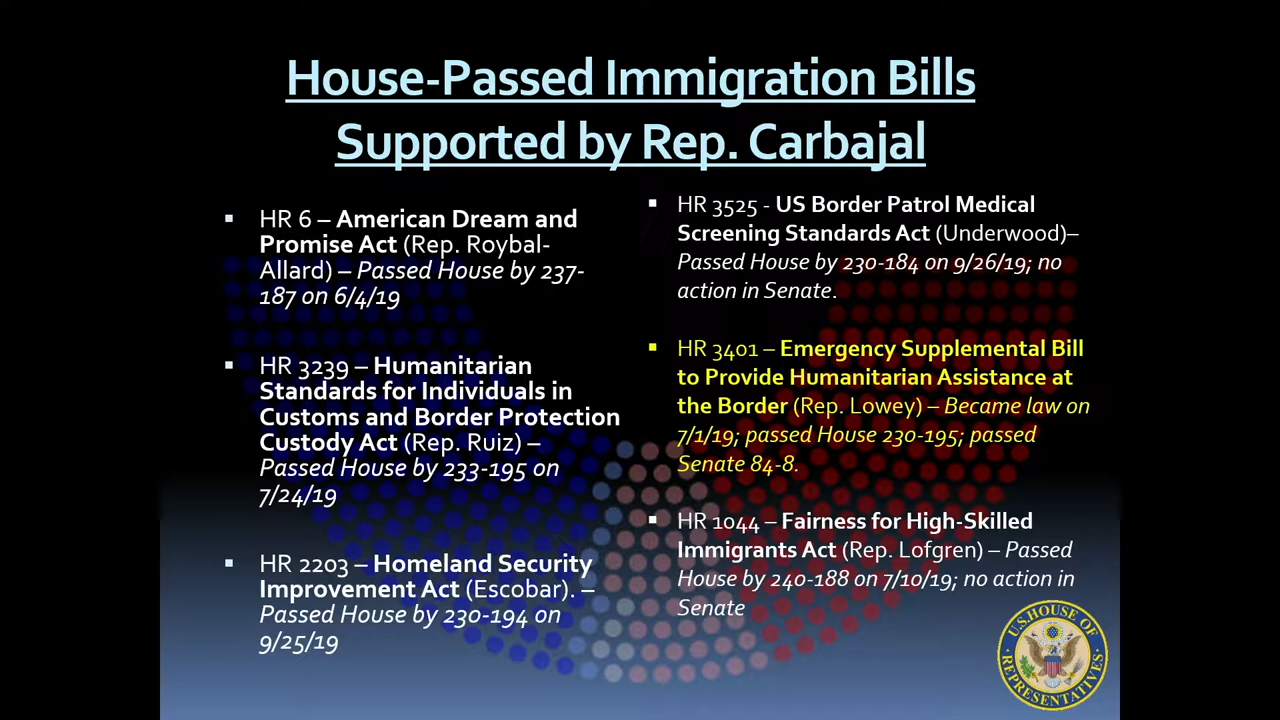 House-Passed Immigration Bills
Supported by Rep. Carbajal
▪ HR 6 – American Dream and
Promise Act (Rep. Roybal-
Allard) – Passed House by 237-
187 on 6/4/19
▪ HR 3239 – Humanitarian
Standards for Individuals in
Customs and Border Protection
Custody Act (Rep. Ruiz) –
Passed House by 233-195 on
7/24/19
▪ HR 2203 – Homeland Security
Improvement Act (Escobar). –
Passed House by 230-194 on
9/25/19
▪ HR 3525 - US Border Patrol Medical
Screening Standards Act (Underwood)–
Passed House by 230-184 on 9/26/19; no
action in Senate.
▪ HR 3401 – Emergency Supplemental Bill
to Provide Humanitarian Assistance at
the Border (Rep. Lowey) – Became law on
7/1/19; passed House 230-195; passed
Senate 84-8.
▪ HR 1044 – Fairness for High-Skilled
Immigrants Act (Rep. Lofgren) – Passed
House by 240-188 on 7/10/19; no action in
Senate
U.S. HOUSE OF
REPRESENTATIVES